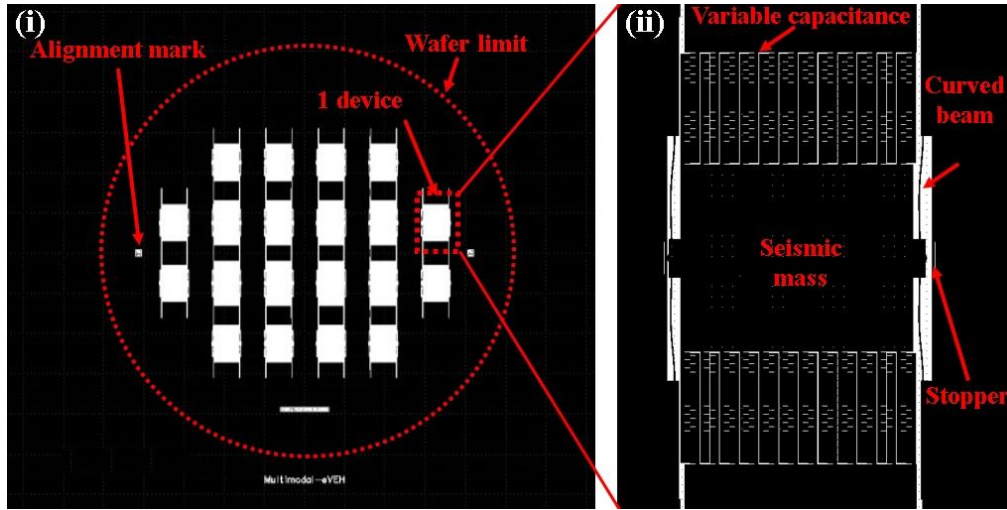 (i)
Alignment mark
Wafer limit
1 device
Multimodal-eVEH
(ii)
Variable capacitance
Curved
beam
Seismic
mass
Stopper